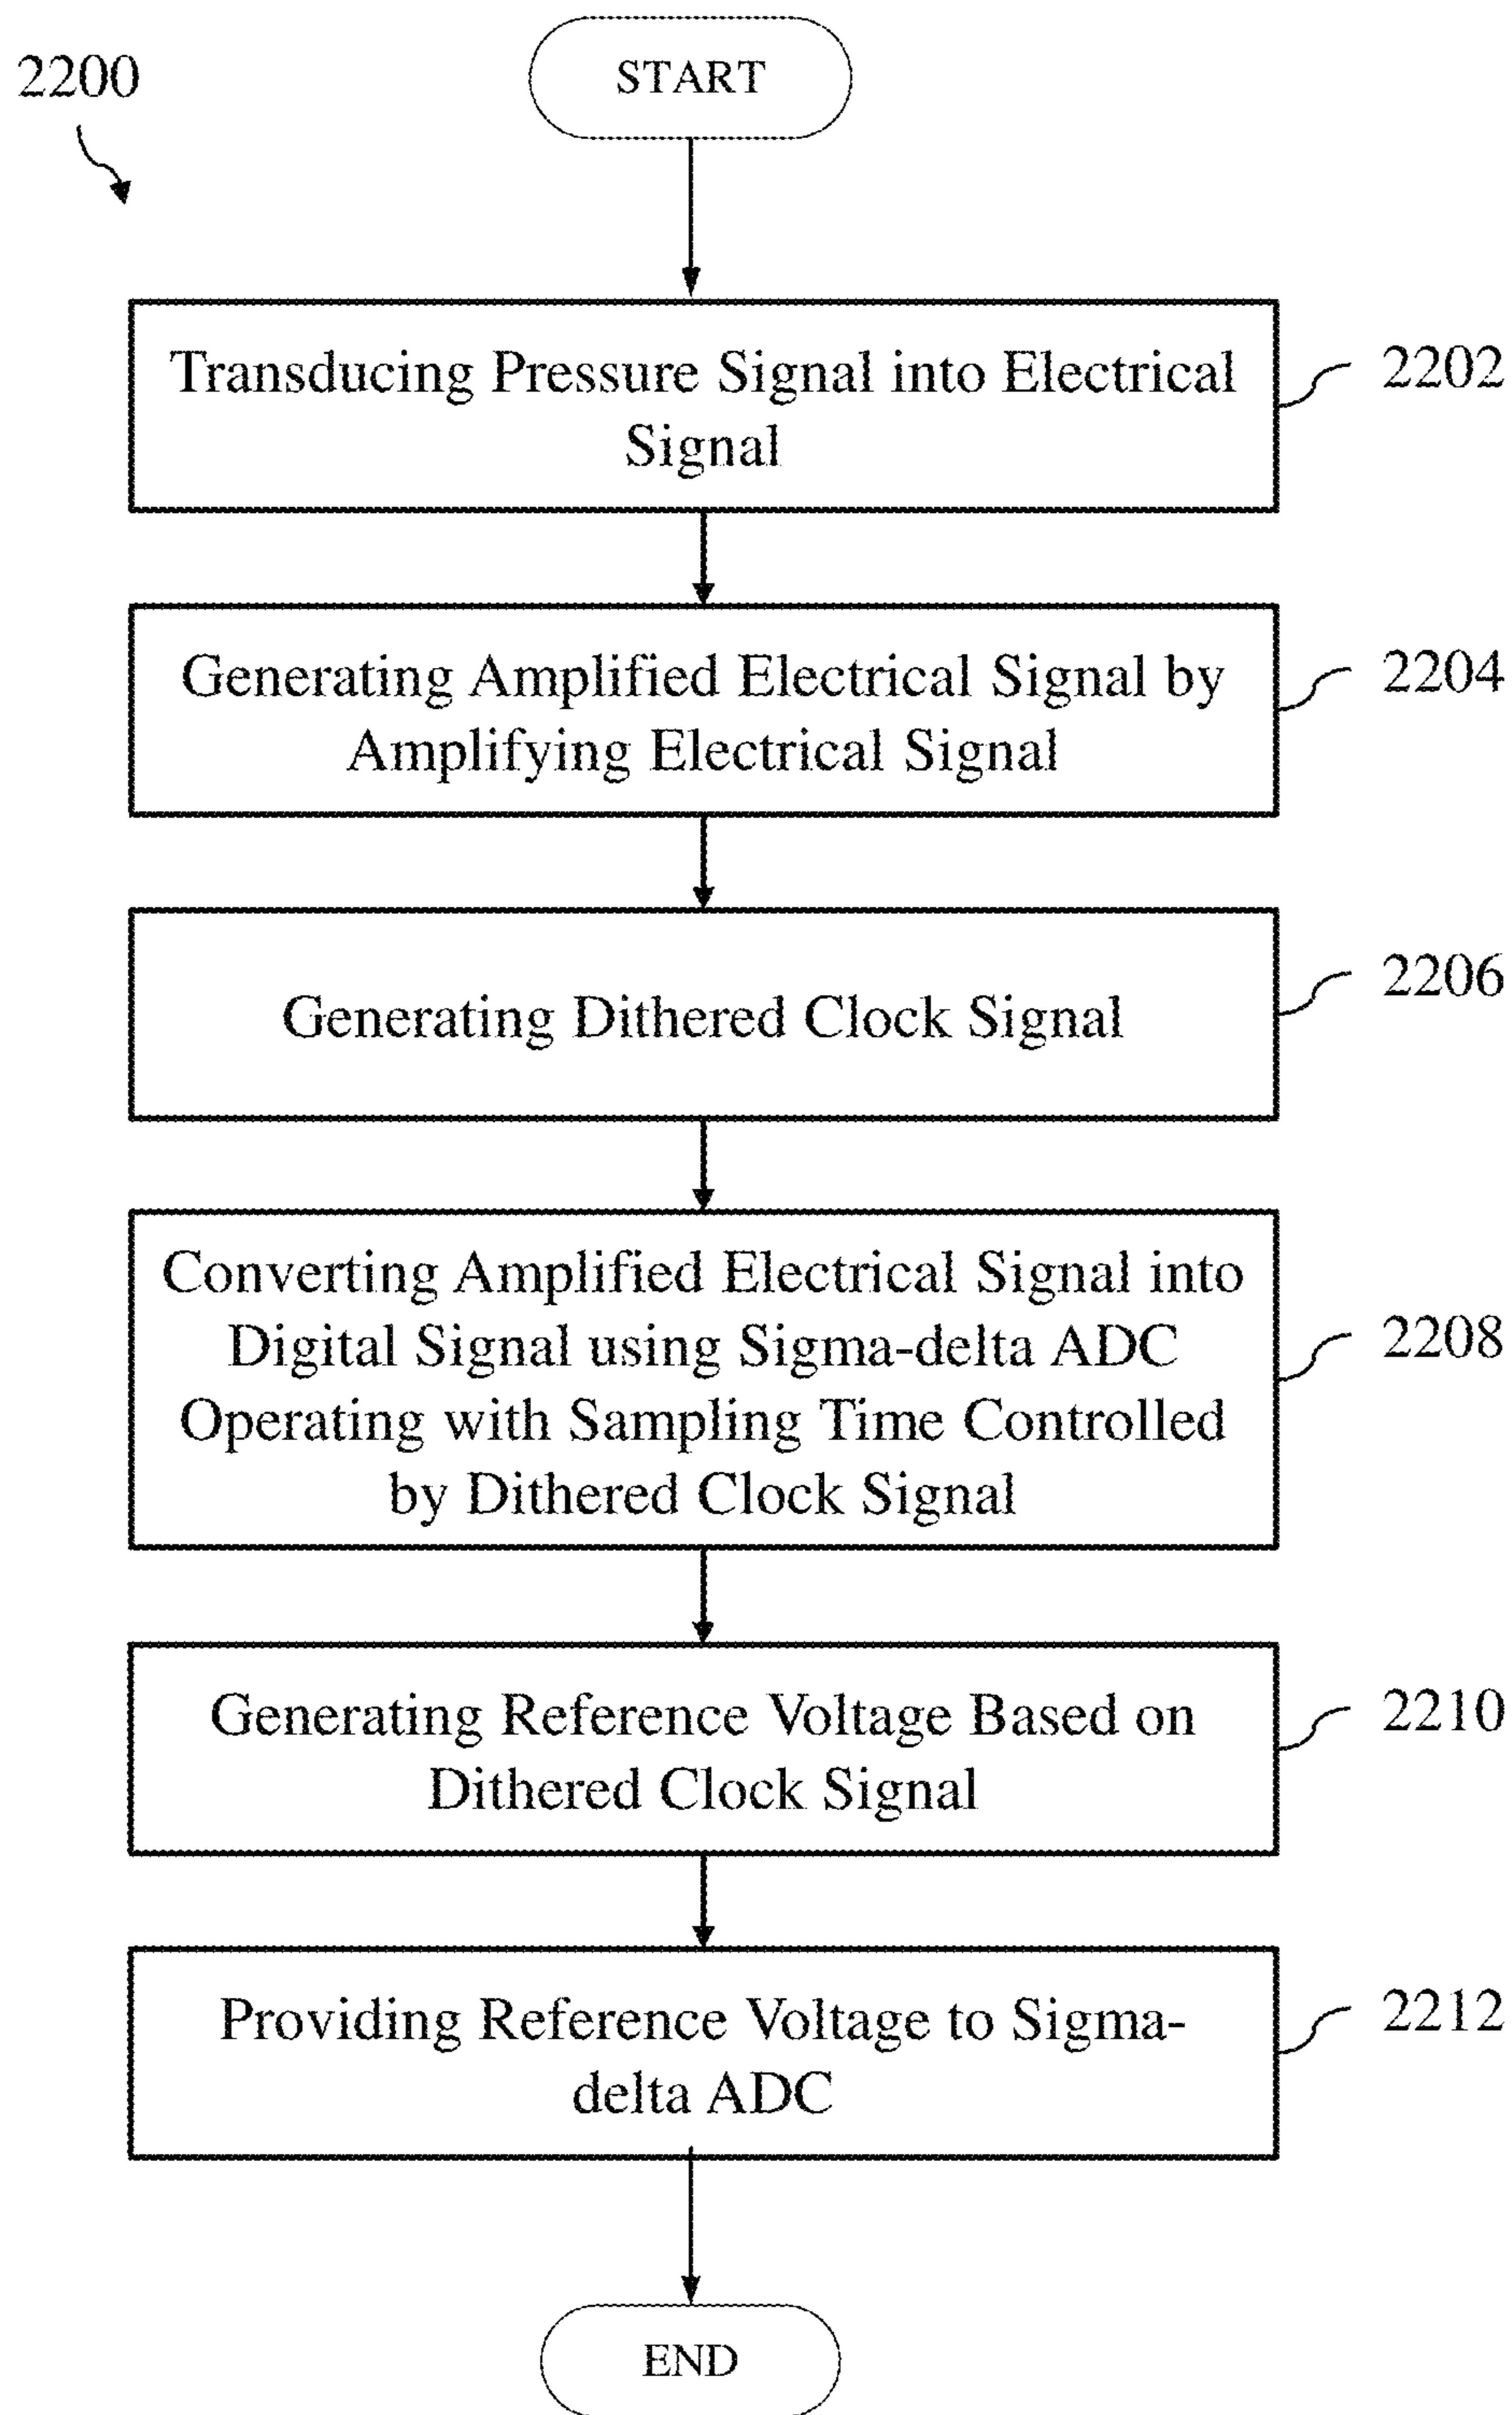 2200
START
Transducing Pressure Signal into Electrical
Signal
2202
Generating Amplified Electrical Signal by
Amplifying Electrical Signal
2204
Generating Dithered Clock Signal
2206
Converting Amplified Electrical Signal into
Digital Signal using Sigma-delta ADC
Operating with Sampling Time Controlled
by Dithered Clock Signal
2208
Generating Reference Voltage Based on
Dithered Clock Signal
2210
Providing Reference Voltage to Sigma-
delta ADC
2212
END